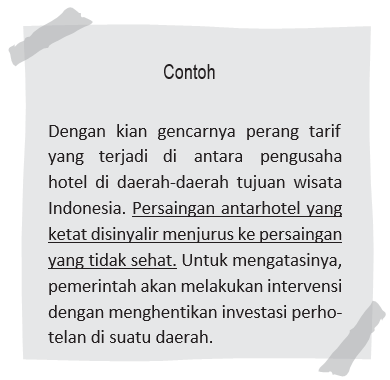 Contoh
Dengan kian gencarnya perang tarif
yang terjadi di antara pengusaha
hotel di daerah-daerah tujuan wisata
Indonesia. Persaingan antarhotel yang
ketat disinyalir menjurus ke persaingan
yang tidak sehat. Untuk mengatasinya,
pemerintah akan melakukan intervensi
dengan menghentikan investasi perho-
telan di suatu daerah.